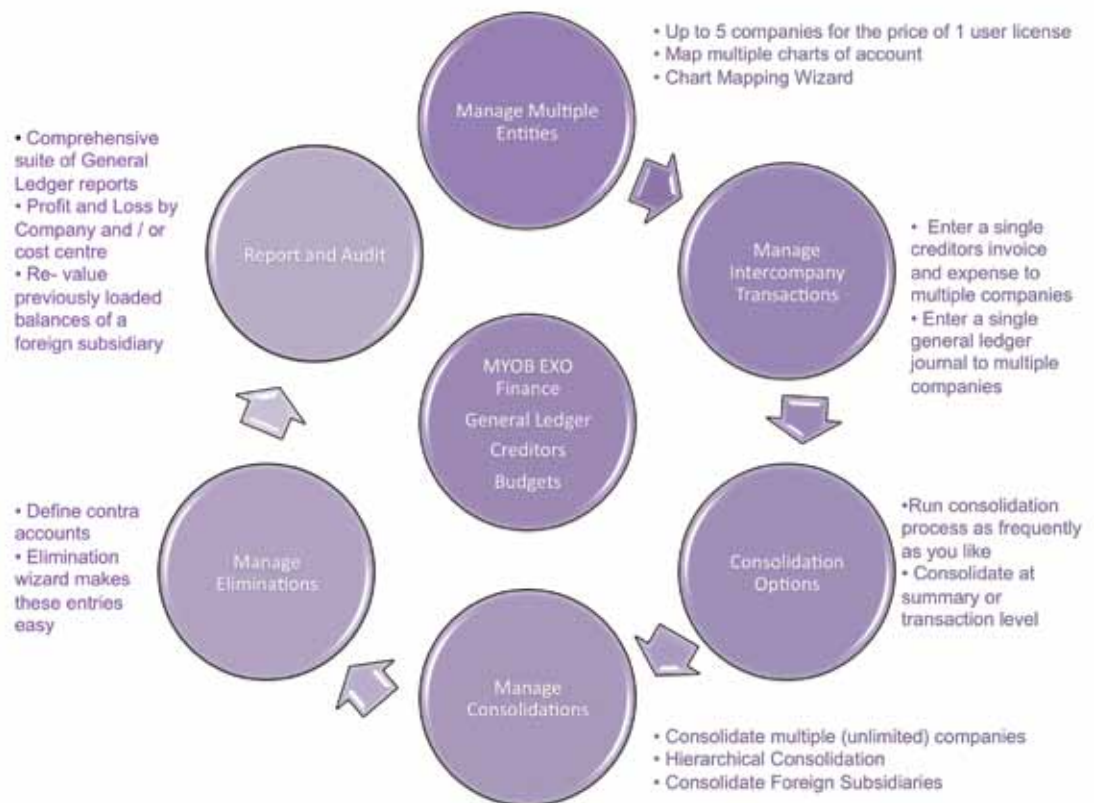 Manage Multiple
Entities
• Up to 5 companies for the price of 1 user license
• Map multiple charts of account
• Chart Mapping Wizard
Manage
Intercompany
Transactions
• Enter a single
creditors invoice
and expense to
multiple companies
• Enter a single
general ledger
journal to multiple
companies
Consolidation
Options
•Run consolidation
process as frequently
as you like
• Consolidate at
summary or
transaction level
Manage
Consolidations
• Consolidate multiple (unlimited) companies
• Hierarchical Consolidation
• Consolidate Foreign Subsidiaries
Manage
Eliminations
• Define contra
accounts
• Elimination
wizard makes
these entries
easy
Report and Audit
• Comprehensive
suite of General
Ledger reports
• Profit and Loss by
Company and / or
cost centre
• Re- value
previously loaded
balances of a
foreign subsidiary
MYOB EXO
Finance
General Ledger
Creditors
Budgets